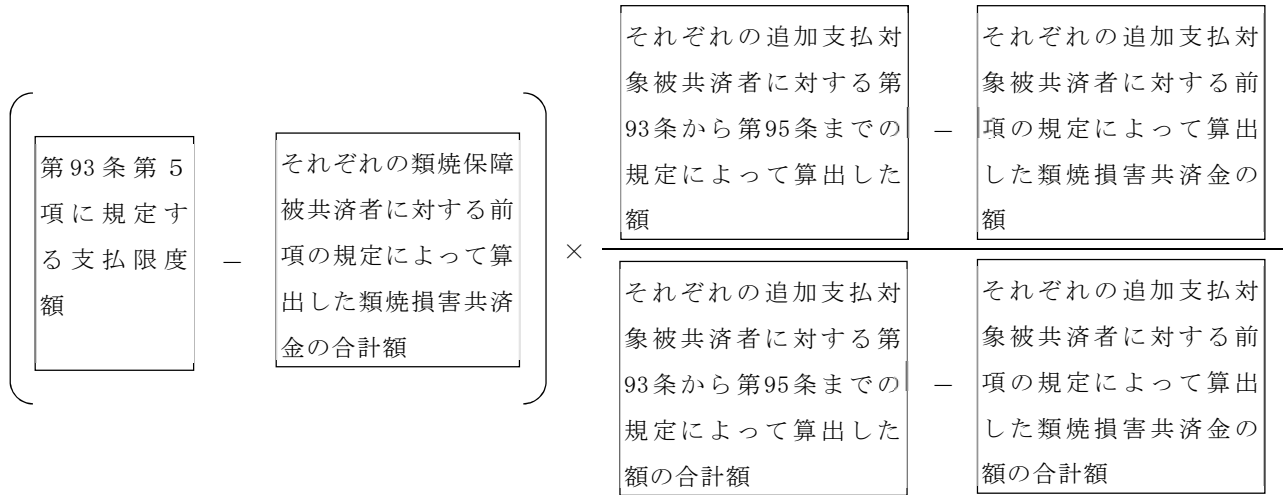 第93条第５
項に規定す
る支払限度
額
－
それぞれの類焼保障
被共済者に対する前
項の規定によって算
出した類焼損害共済
金の合計額
×
それぞれの追加支払対
象被共済者に対する第
93条から第95条までの
規定によって算出した
額
－
それぞれの追加支払対
象被共済者に対する前
項の規定によって算出
した類焼損害共済金の
額
それぞれの追加支払対
象被共済者に対する第
93条から第95条までの
規定によって算出した
額の合計額
－
それぞれの追加支払対
象被共済者に対する前
項の規定によって算出
した類焼損害共済金の
額の合計額